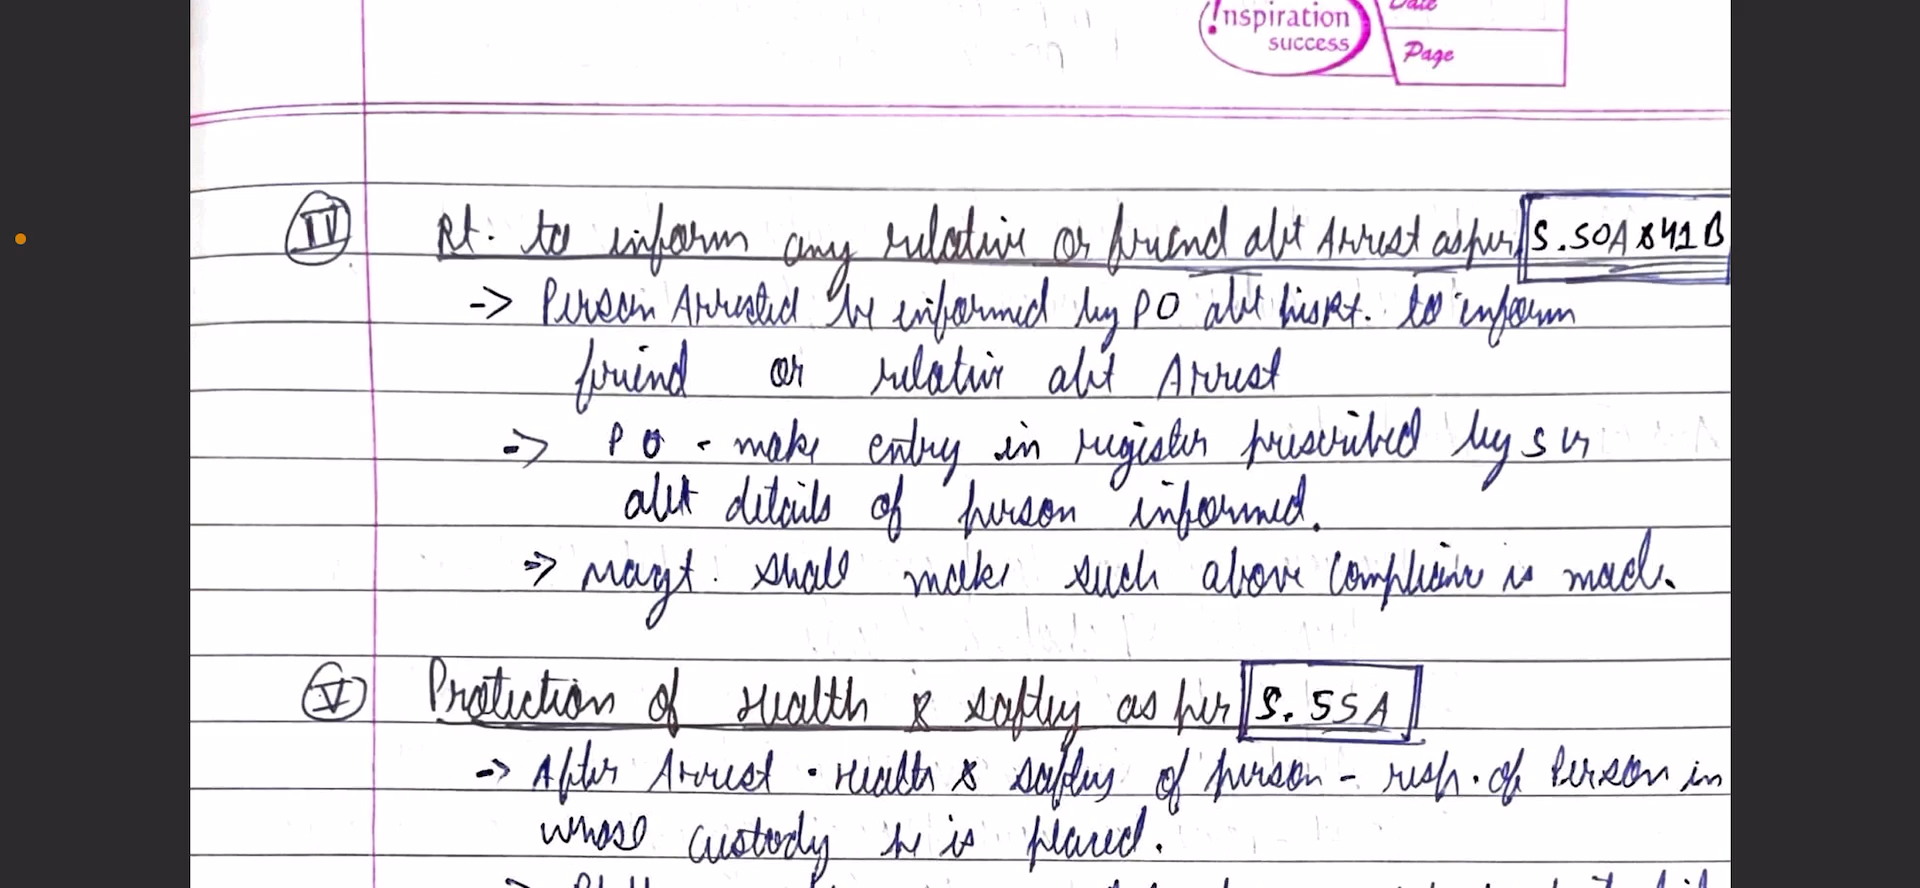 Inspiration
success
Date
Page
IV Rt. to inform any relative or friend abt Arrest as per S.50A & 41B
-> Person Arrested be informed by PO abt his Rt. to inform
friend or relative abt Arrest
-> PO - make entry in register prescribed by
abt details of person informed.
-> Magt. shall make such above compliance is made.
V Protection of Health & safty as per S. 55A
-> After Arrest - Health & safty of person - resp. of Person in
whose custody he is placed.